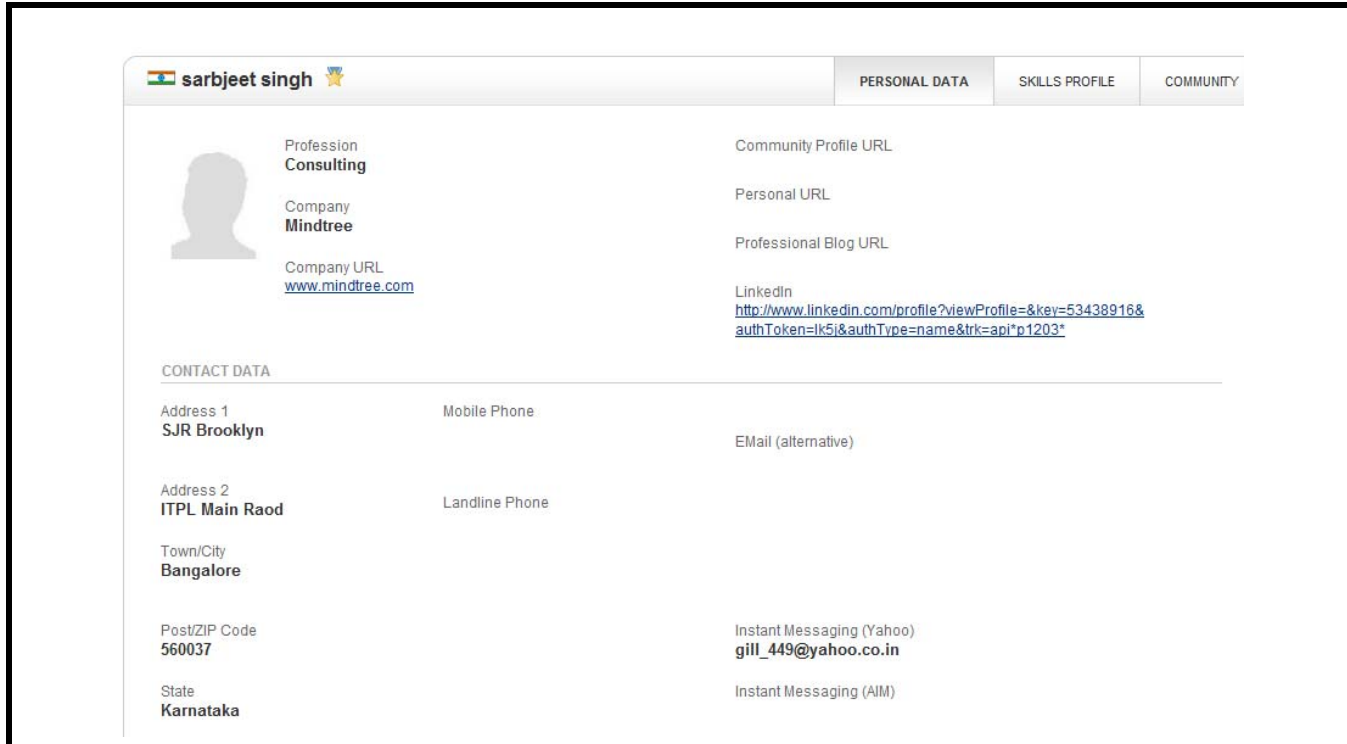 sarbjeet singh
PERSONAL DATA
SKILLS PROFILE
COMMUNITY
Profession
Consulting
Company
Mindtree
Company URL
www.mindtree.com
Community Profile URL
Personal URL
Professional Blog URL
LinkedIn
http://www.linkedin.com/profile?viewProfile=&key=53438916&
authToken=lk5j&authType=name&trk=api*p1203*
CONTACT DATA
Address 1
SJR Brooklyn
Mobile Phone
EMail (alternative)
Address 2
ITPL Main Raod
Landline Phone
Town/City
Bangalore
Post/ZIP Code
560037
Instant Messaging (Yahoo)
gill_449@yahoo.co.in
State
Karnataka
Instant Messaging (AIM)